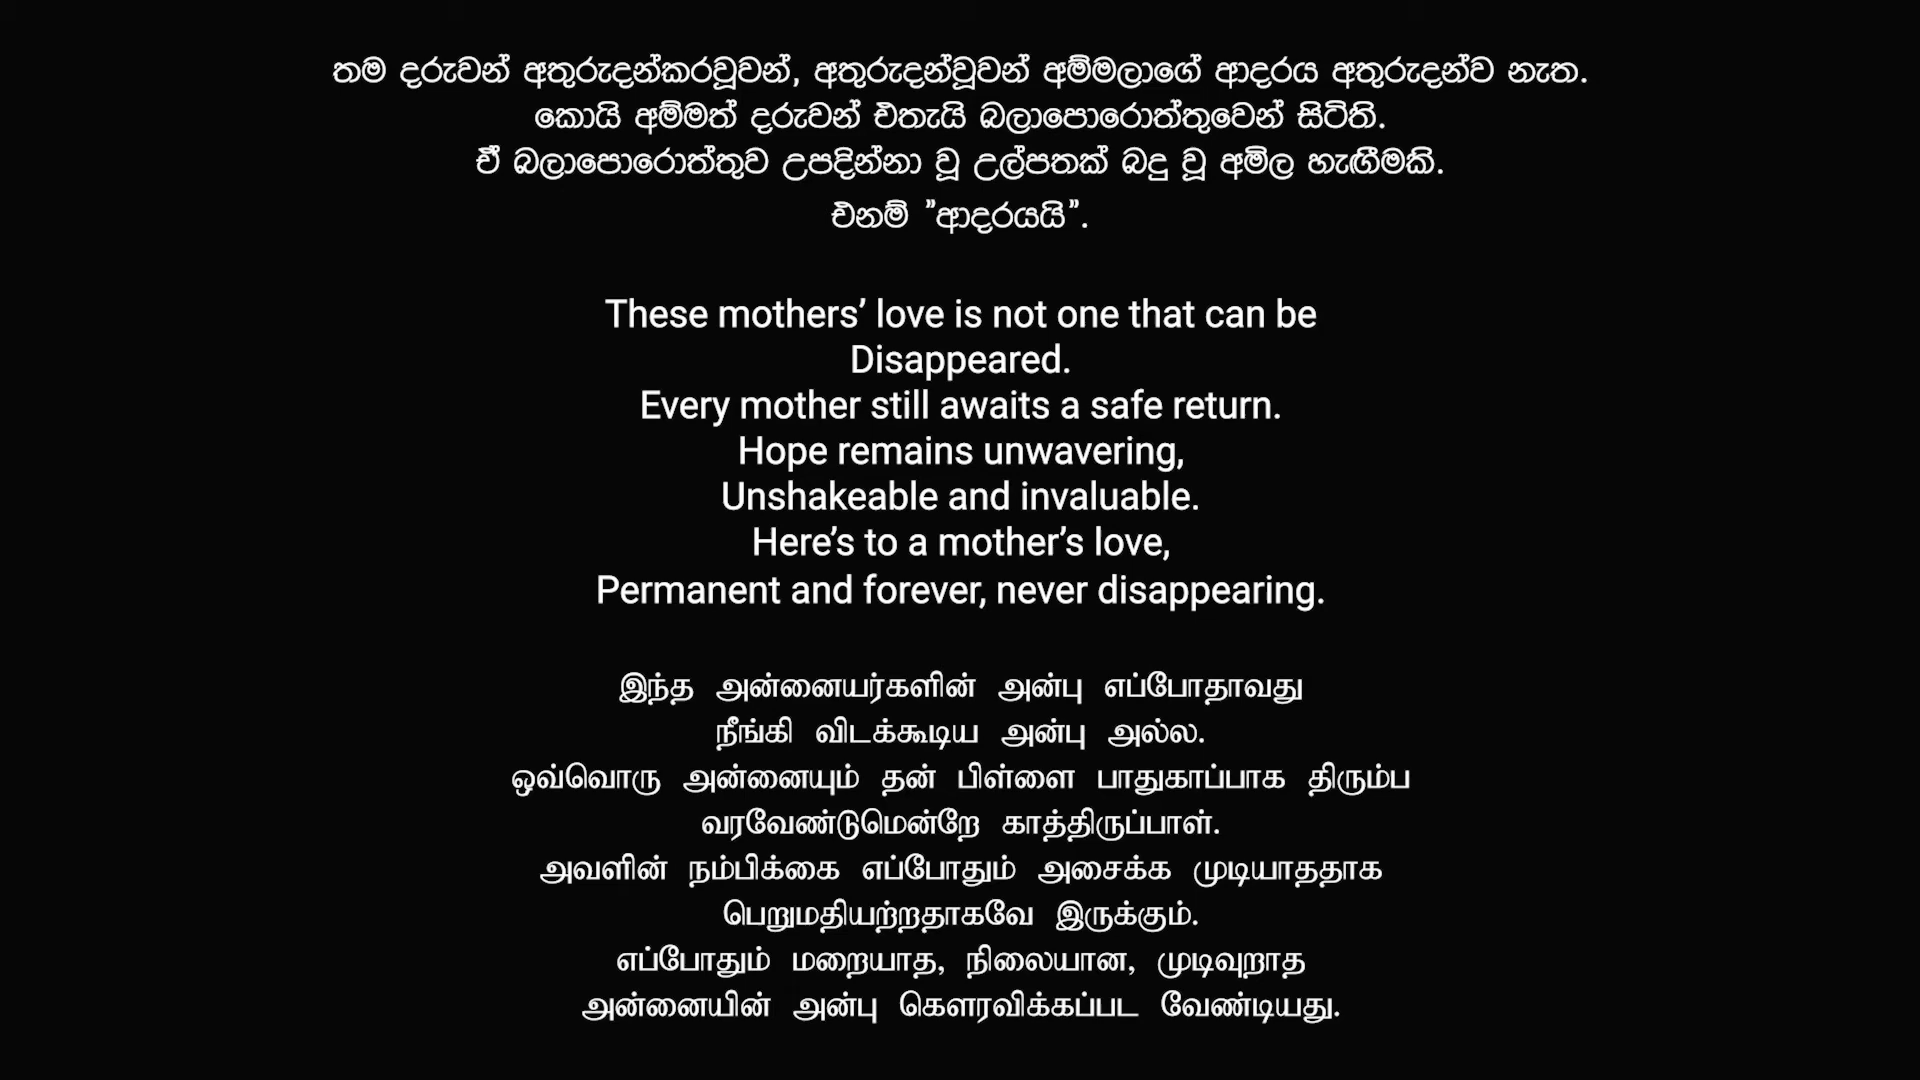 තම දරුවන් අතුරුදන්කරවූවන්, අතුරුදන්වූවන් අම්මලාගේ ආදරය අතුරුදන්ව නැත.
කොයි අම්මත් දරුවන් එතැයි බලාපොරොත්තුවෙන් සිටිති.
ඒ බලාපොරොත්තුව උපදින්නා වූ උල්පතක් බදු වූ අමිල හැඟීමකි.
එනම් ”ආදරයයි”.
These mothers’ love is not one that can be
Disappeared.
Every mother still awaits a safe return.
Hope remains unwavering,
Unshakeable and invaluable.
Here’s to a mother’s love,
Permanent and forever, never disappearing.
இந்த அன்னையர்களின் அன்பு எப்போதாவது
நீங்கி விடக்கூடிய அன்பு அல்ல.
ஒவ்வொரு அன்னையும் தன் பிள்ளை பாதுகாப்பாக திரும்ப
வரவேண்டுமென்றே காத்திருப்பாள்.
அவளின் நம்பிக்கை எப்போதும் அசைக்க முடியாததாக
பெறுமதியற்றதாகவே இருக்கும்.
எப்போதும் மறையாத, நிலையான, முடிவுறாத
அன்னையின் அன்பு கௌரவிக்கப்பட வேண்டியது.